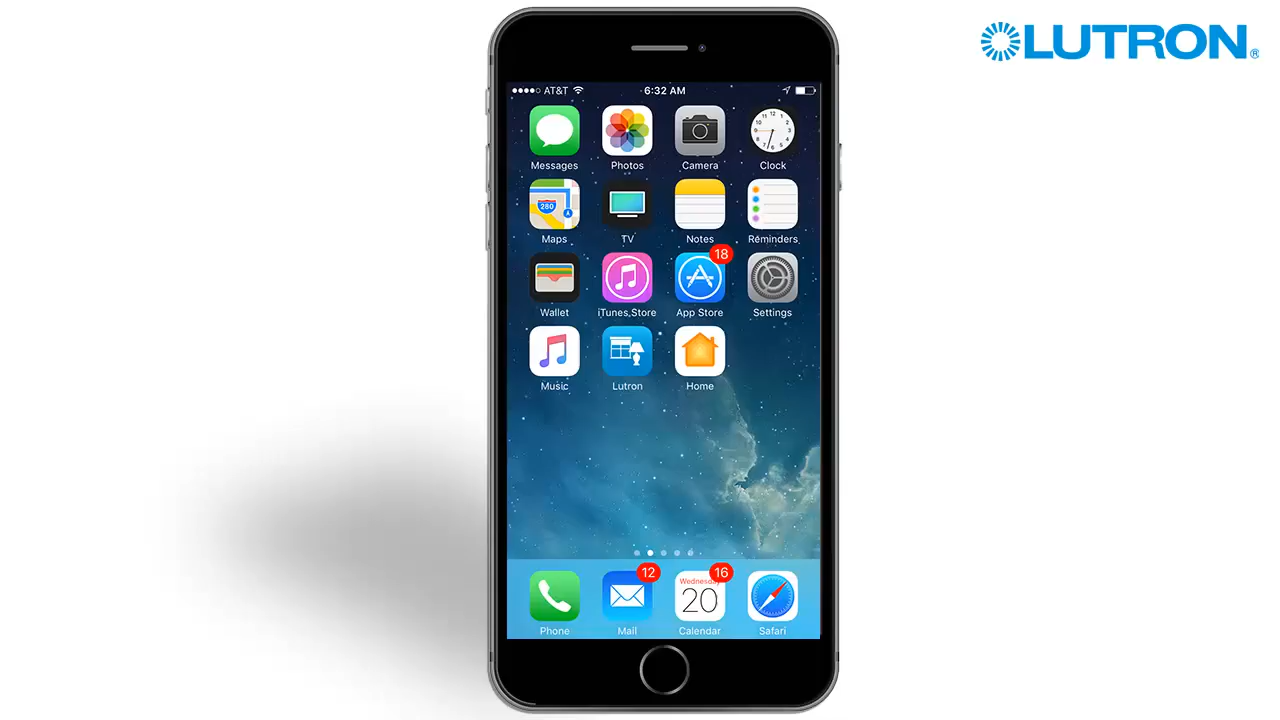 LUTRON®
AT&T 6:32 AM
Messages Photos Camera Clock
280
Maps TV Notes Reminders
18
Wallet iTunes Store App Store Settings
Music Lutron Home
12 16
Wednesday
20
Phone Mail Calendar Safari